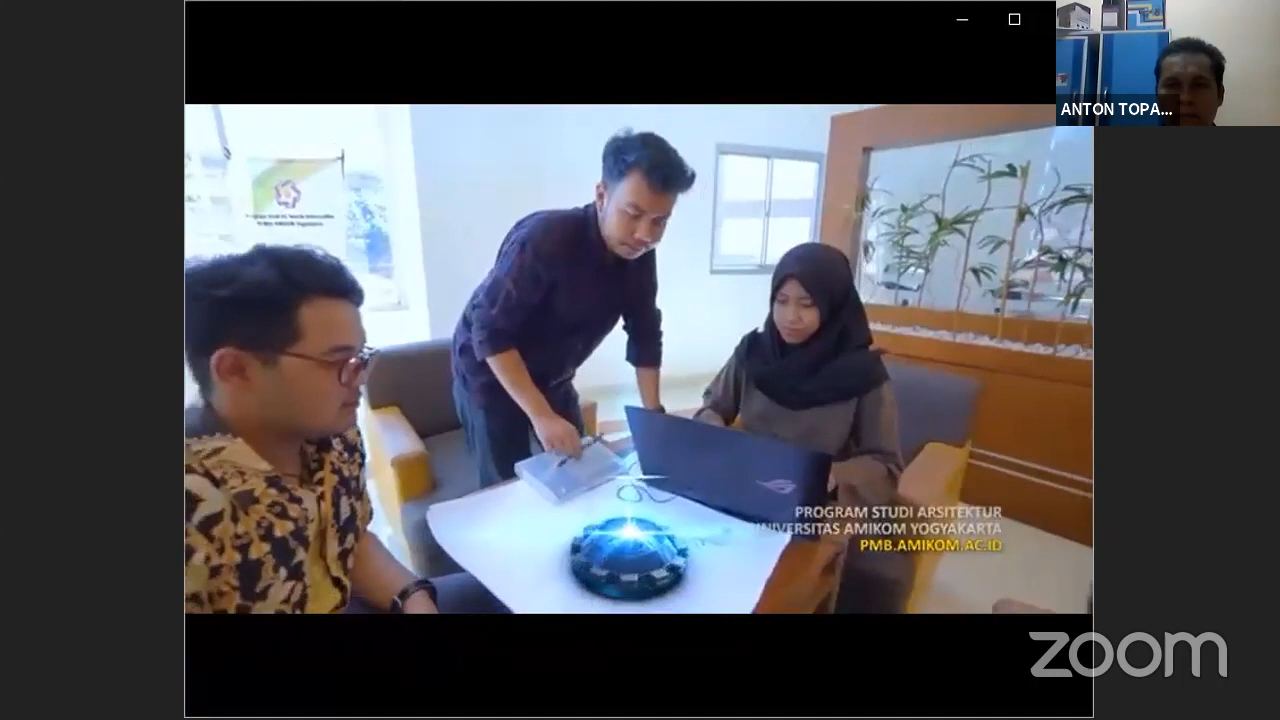 ANTON TOPA...
PROGRAM STUDI ARSITEKTUR
UNIVERSITAS AMIKOM YOGYAKARTA
PMB.AMIKOM.AC.ID
zoom